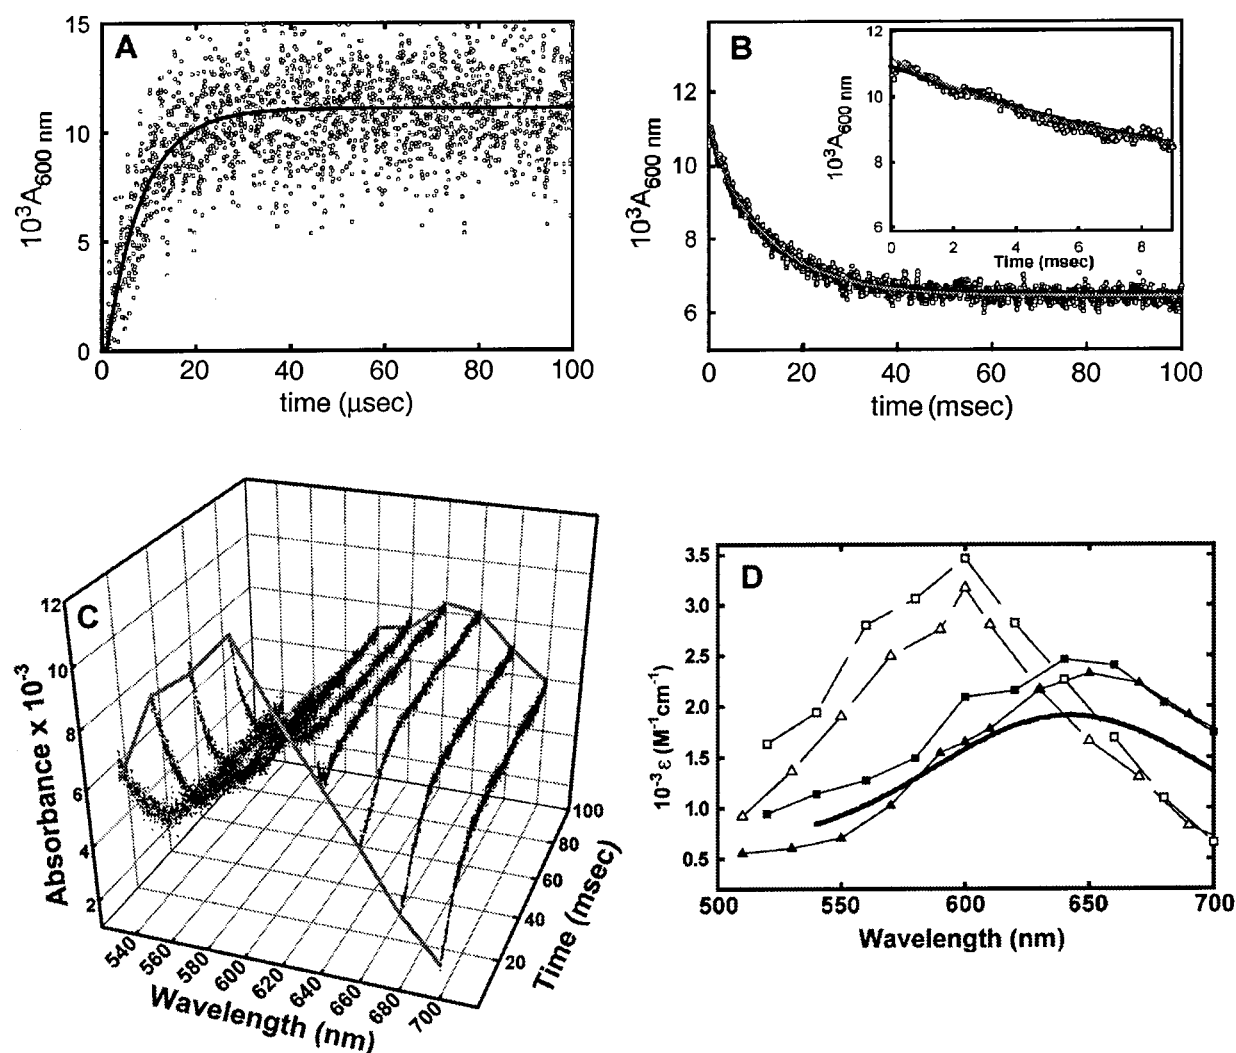 A
15
10
5
0
10³A600 nm
0 20 40 60 80 100
time (μsec)
B
12
10
8
6
10³A600 nm
0 20 40 60 80 100
time (msec)
12
10
8
6
10³A600 nm
0 2 4 6 8
Time (msec)
C
12
10
8
6
4
2
Absorbance x 10-3
540 560 580 600 620 640 660 680 700
Wavelength (nm)
20 40 60 80 100
Time (msec)
D
3.5
3.0
2.5
2.0
1.5
1.0
0.5
10-3 ε (M-1cm-1)
500 550 600 650 700
Wavelength (nm)